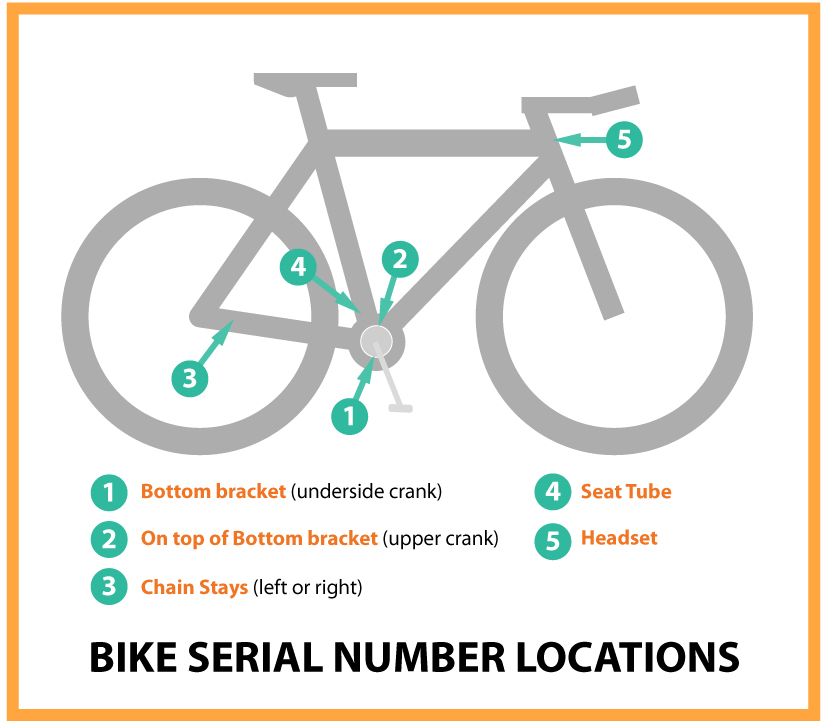 5
4
2
3
1
1 Bottom bracket (underside crank)
2 On top of Bottom bracket (upper crank)
3 Chain Stays (left or right)
4 Seat Tube
5 Headset
BIKE SERIAL NUMBER LOCATIONS